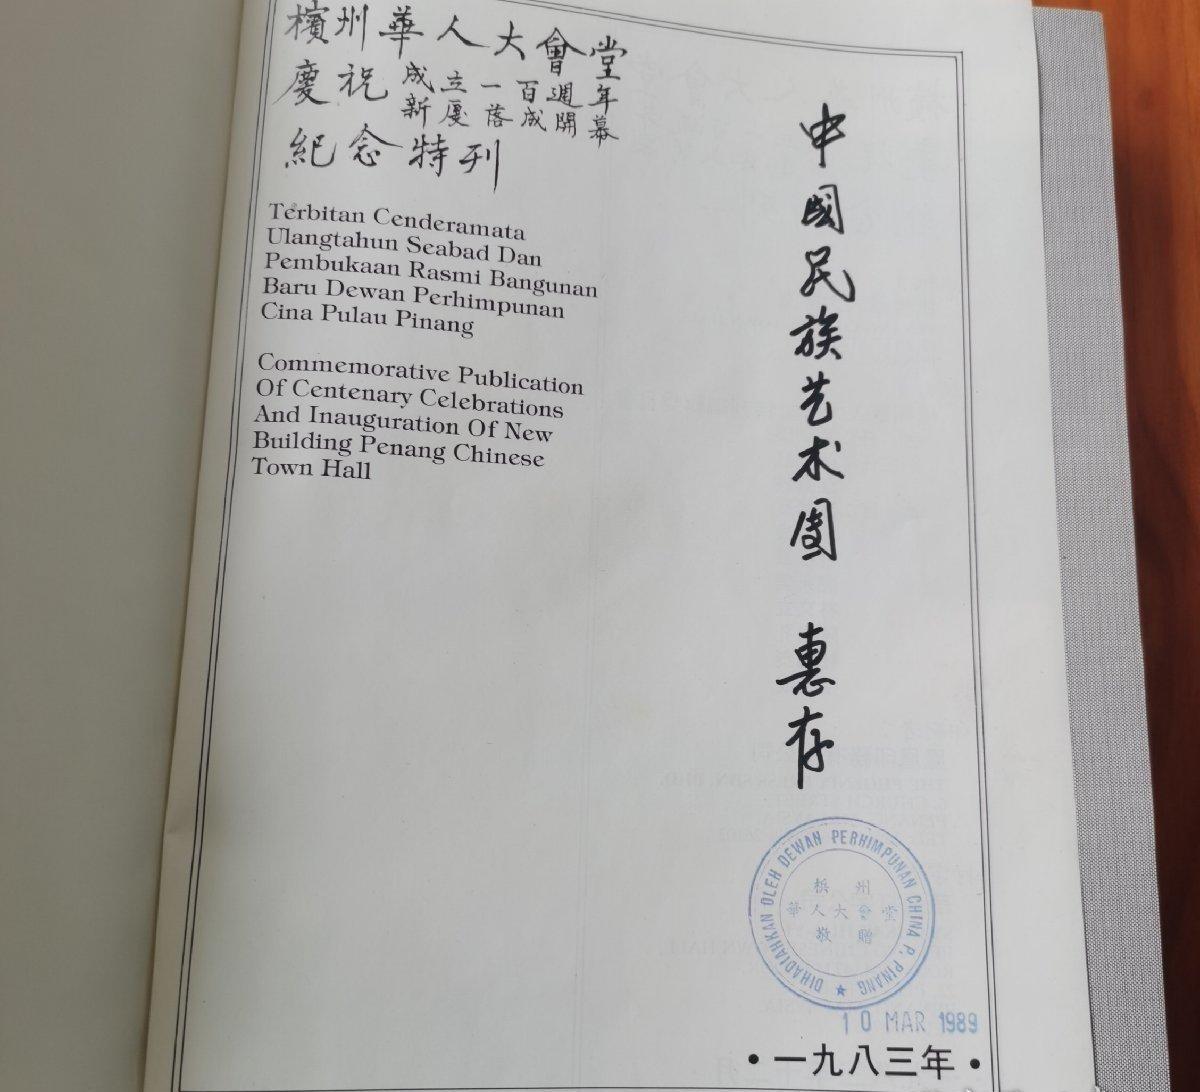 檳州華人大會堂
慶祝成立一百週年
新廈落成開幕
紀念特刊
Terbitan Cenderamata
Ulangtahun Seabad Dan
Pembukaan Rasmi Bangunan
Baru Dewan Perhimpunan
Cina Pulau Pinang
Commemorative Publication
Of Centenary Celebrations
And Inauguration Of New
Building Penang Chinese
Town Hall
中國民族艺术团 惠存
DIHADIAHKAN OLEH DEWAN PERHIMPUNAN CHINA P. PINANG
梹州
華人大會堂
敬贈
10 MAR 1989
•一九八三年•